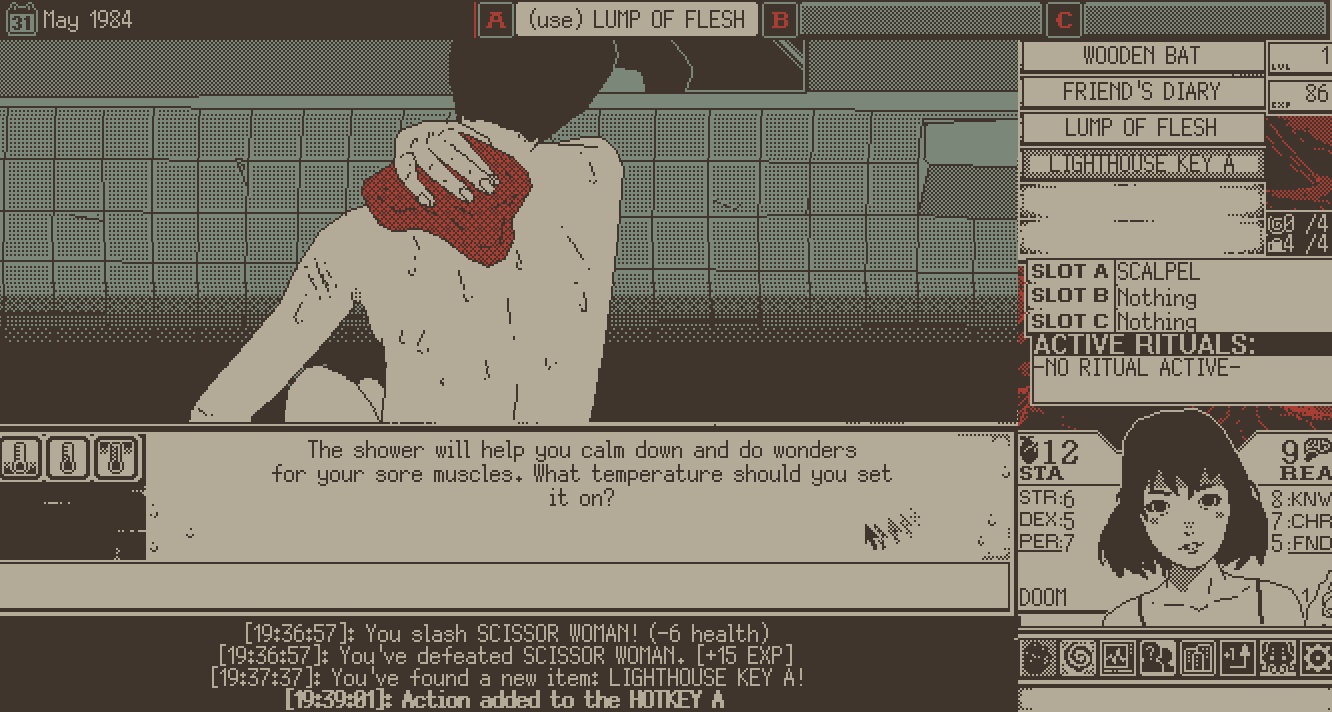 31 May 1984
A (use) LUMP OF FLESH B C
WOODEN BAT
LVL 1
FRIEND'S DIARY
EXP 86
LUMP OF FLESH
LIGHTHOUSE KEY A
0 /4
4 /4
SLOT A SCALPEL
SLOT B Nothing
SLOT C Nothing
ACTIVE RITUALS:
-NO RITUAL ACTIVE-
The shower will help you calm down and do wonders
for your sore muscles. What temperature should you set
it on?
12
STA
9
REA
STR:6
DEX:5
PER:7
8:KNW
7:CHR
5:FND
DOOM
[19:36:57]: You slash SCISSOR WOMAN! (-6 health)
[19:36:57]: You've defeated SCISSOR WOMAN. [+15 EXP]
[19:37:37]: You've found a new item: LIGHTHOUSE KEY A!
[19:39:01]: Action added to the HOTKEY A